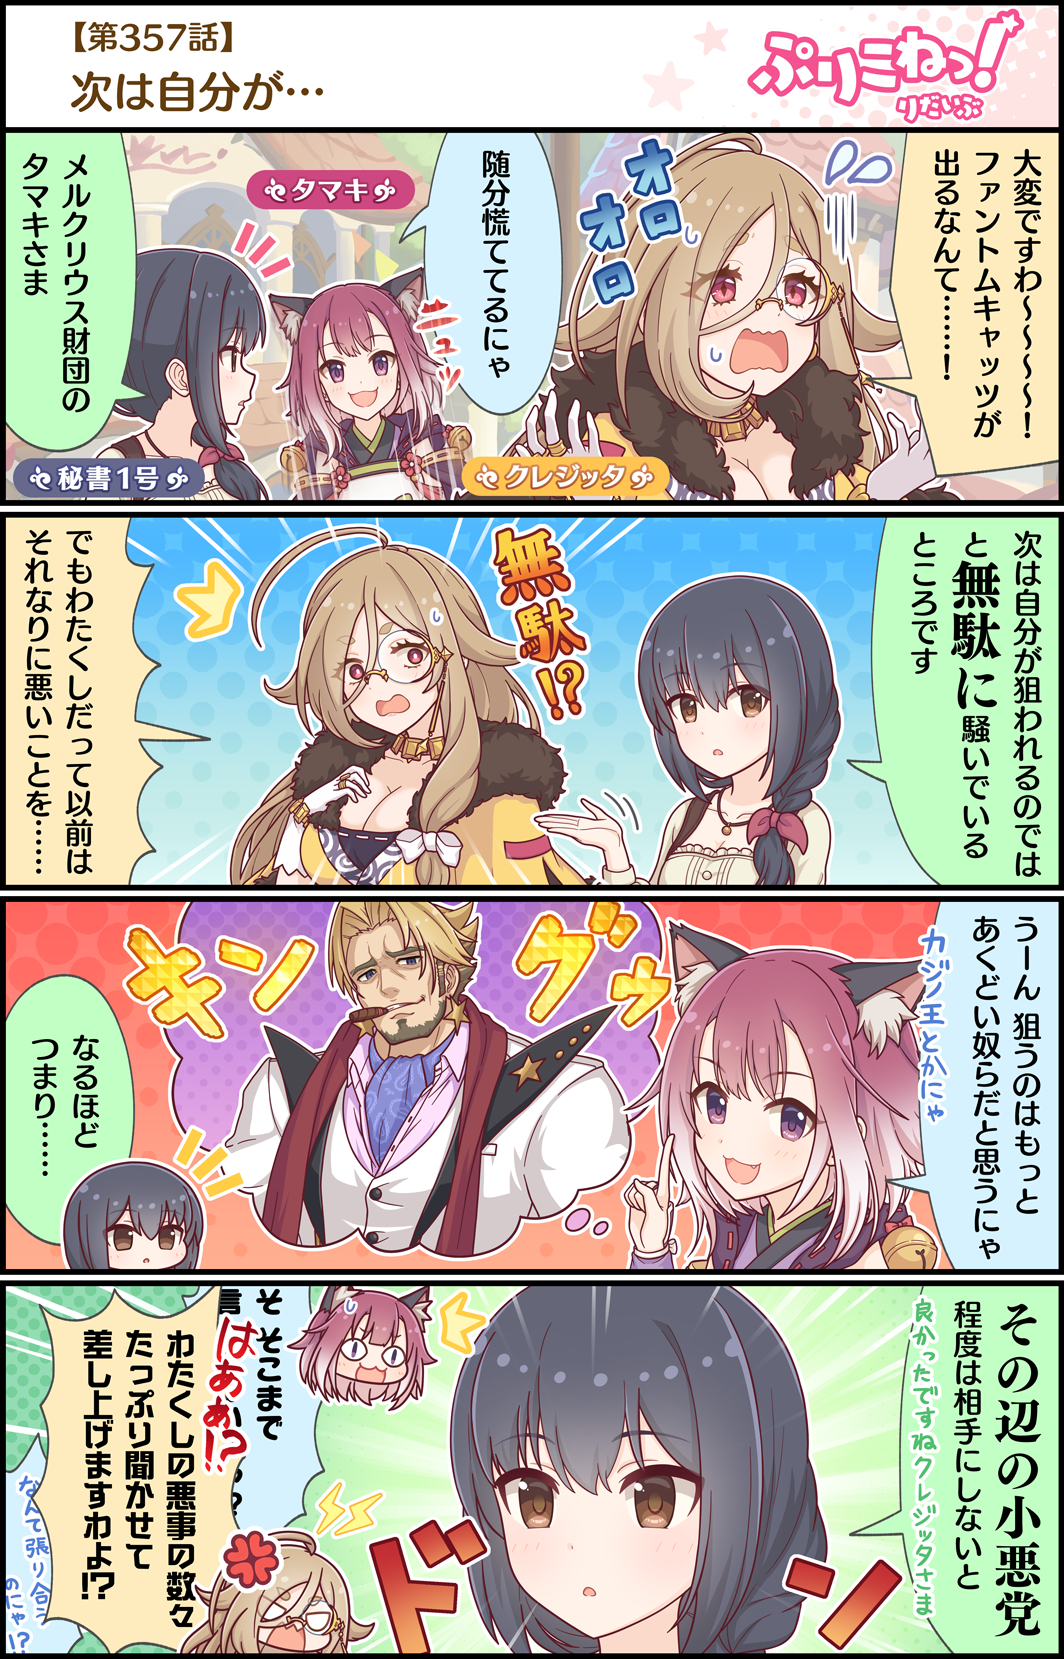 【第357話】
次は自分が…
ぷりこねっ!
りだいぶ
大変ですわ～～～～!
ファントムキャッツが
出るなんて………!
オロオロ
随分慌ててるにゃ
タマキ
ニュッ
メルクリウス財団の
タマキさま
秘書1号
クレジッタ
次は自分が狙われるのでは
と無駄に騒いでいる
ところです
無駄!?
でもわたくしだって以前は
それなりに悪いことを……
うーん 狙うのはもっと
あくどい奴らだと思うにゃ
カジノ王とかにゃ
キング
ゥ
なるほど
つまり……
その辺の小悪党
程度は相手にしないと
良かったですねクレジッタさま
ドン
そ そこまで
言
はぁぁ!?
わたくしの悪事の数々
たっぷり聞かせて
差し上げますわよ!?
なんで張り合う
のにゃ!?